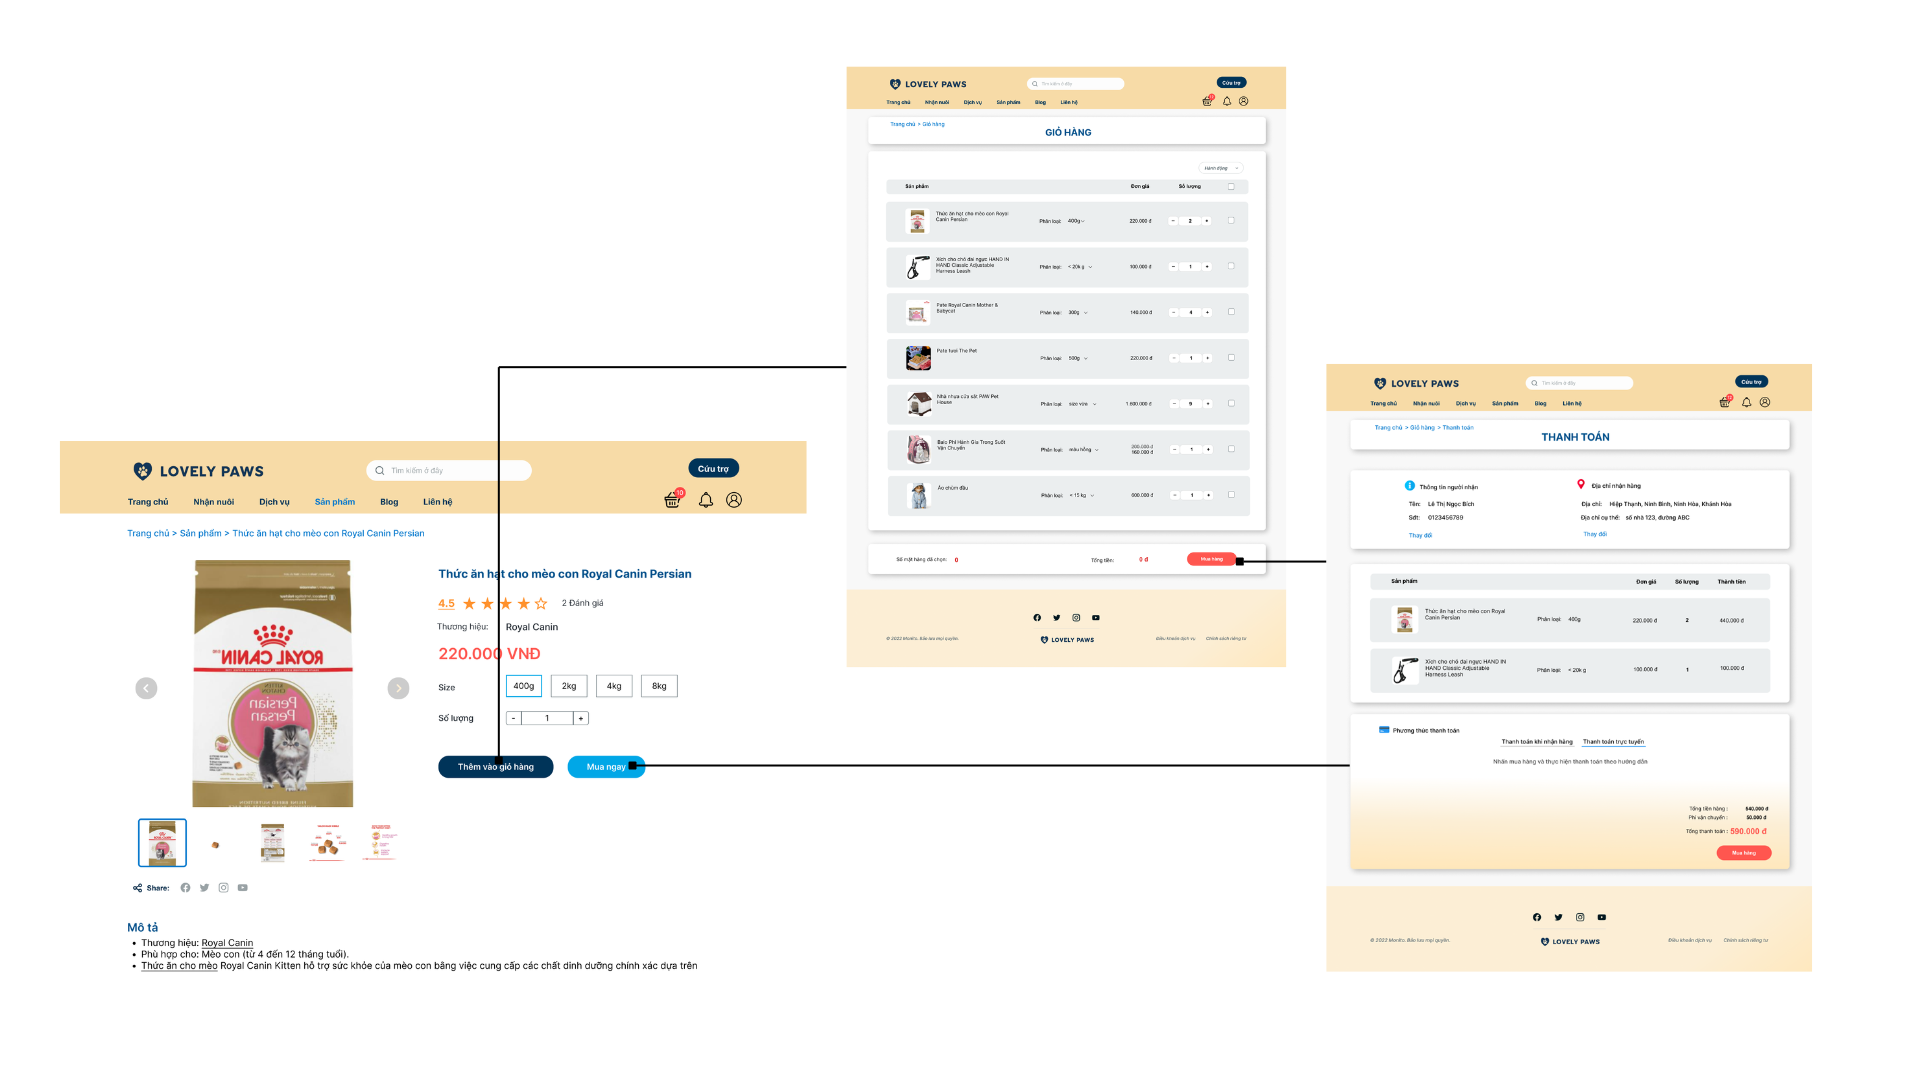 LOVELY PAWS
Tìm kiếm ở đây
Cứu trợ
Trang chủ Nhận nuôi Dịch vụ Sản phẩm Blog Liên hệ
10
Trang chủ > Sản phẩm > Thức ăn hạt cho mèo con Royal Canin Persian
ROYAL CANIN
Persian
Persan
Thức ăn hạt cho mèo con Royal Canin Persian
4.5 2 Đánh giá
Thương hiệu: Royal Canin
220.000 VNĐ
Size 400g 2kg 4kg 8kg
Số lượng - 1 +
Thêm vào giỏ hàng Mua ngay
Share:
Mô tả
Thương hiệu: Royal Canin
Phù hợp cho: Mèo con (từ 4 đến 12 tháng tuổi).
Thức ăn cho mèo Royal Canin Kitten hỗ trợ sức khỏe của mèo con bằng việc cung cấp các chất dinh dưỡng chính xác dựa trên
LOVELY PAWS
Tìm kiếm ở đây
Cứu trợ
Trang chủ Nhận nuôi Dịch vụ Sản phẩm Blog Liên hệ
Trang chủ > Giỏ hàng
GIỎ HÀNG
Hành động
Sản phẩm Đơn giá Số lượng
Thức ăn hạt cho mèo con Royal
Canin Persian
Phân loại: 400g 220.000 đ - 2 +
Xích cho chó đai ngực HAND IN
HAND Classic Adjustable
Harness Leash
Phân loại: < 20k g 100.000 đ - 1 +
Pate Royal Canin Mother &
Babycat
Phân loại: 300g 140.000 đ - 4 +
Pate tươi The Pet
Phân loại: 500g 220.000 đ - 1 +
Nhà nhựa cửa sắt PAW Pet
House
Phân loại: size vừa 1.600.000 đ - 9 +
Balo Phi Hành Gia Trong Suốt
Vận Chuyển
Phân loại: màu hồng 200.000 đ
160.000 đ - 1 +
Áo chùm đầu
Phân loại: < 15 kg 600.000 đ - 1 +
Số mặt hàng đã chọn: 0 Tổng tiền: 0 đ Mua hàng
© 2022 Monito. Bảo lưu mọi quyền.
LOVELY PAWS
Điều khoản dịch vụ Chính sách riêng tư
LOVELY PAWS
Tìm kiếm ở đây
Cứu trợ
Trang chủ Nhận nuôi Dịch vụ Sản phẩm Blog Liên hệ
Trang chủ > Giỏ hàng > Thanh toán
THANH TOÁN
Thông tin người nhận
Tên: Lê Thị Ngọc Bích
Sđt: 0123456789
Thay đổi
Địa chỉ nhận hàng
Địa chỉ: Hiệp Thạnh, Ninh Bình, Ninh Hòa, Khánh Hòa
Địa chỉ cụ thể: số nhà 123, đường ABC
Thay đổi
Sản phẩm Đơn giá Số lượng Thành tiền
Thức ăn hạt cho mèo con Royal
Canin Persian
Phân loại: 400g 220.000 đ 2 440.000 đ
Xích cho chó đai ngực HAND IN
HAND Classic Adjustable
Harness Leash
Phân loại: < 20k g 100.000 đ 1 100.000 đ
Phương thức thanh toán
Thanh toán khi nhận hàng Thanh toán trực tuyến
Nhấn mua hàng và thực hiện thanh toán theo hướng dẫn
Tổng tiền hàng : 540.000 đ
Phí vận chuyển : 50.000 đ
Tổng thanh toán : 590.000 đ
Mua hàng
© 2022 Monito. Bảo lưu mọi quyền.
LOVELY PAWS
Điều khoản dịch vụ Chính sách riêng tư